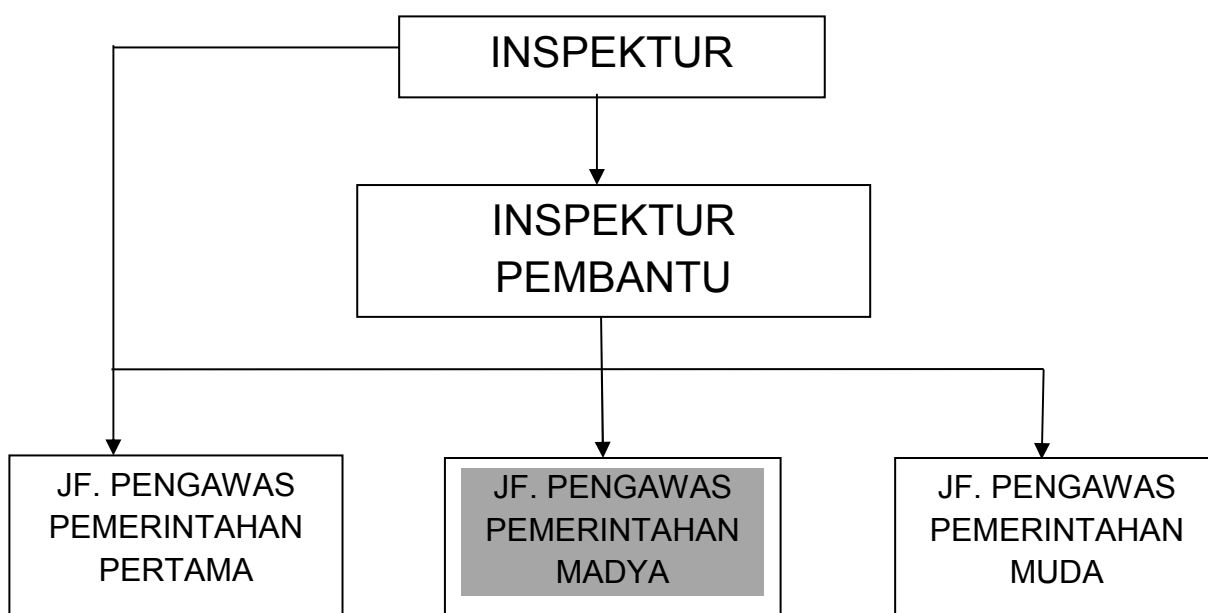 INSPEKTUR
INSPEKTUR
PEMBANTU
JF. PENGAWAS
PEMERINTAHAN
PERTAMA
JF. PENGAWAS
PEMERINTAHAN
MADYA
JF. PENGAWAS
PEMERINTAHAN
MUDA